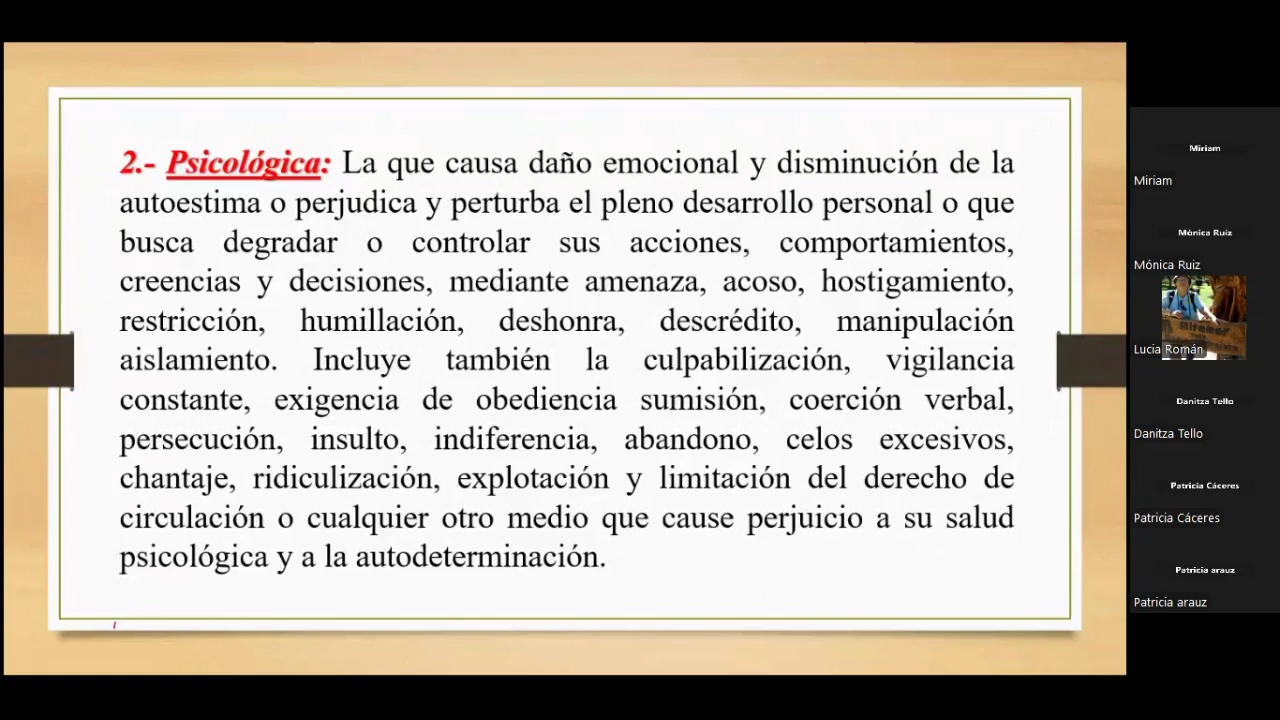 2.- Psicológica: La que causa daño emocional y disminución de la
autoestima o perjudica y perturba el pleno desarrollo personal o que
busca degradar o controlar sus acciones, comportamientos,
creencias y decisiones, mediante amenaza, acoso, hostigamiento,
restricción, humillación, deshonra, descrédito, manipulación
aislamiento. Incluye también la culpabilización, vigilancia
constante, exigencia de obediencia sumisión, coerción verbal,
persecución, insulto, indiferencia, abandono, celos excesivos,
chantaje, ridiculización, explotación y limitación del derecho de
circulación o cualquier otro medio que cause perjuicio a su salud
psicológica y a la autodeterminación.
Miriam
Miriam
Mónica Ruiz
Mónica Ruiz
Miramar
Lucia Román
Danitza Tello
Danitza Tello
Patricia Cáceres
Patricia Cáceres
Patricia arauz
Patricia arauz